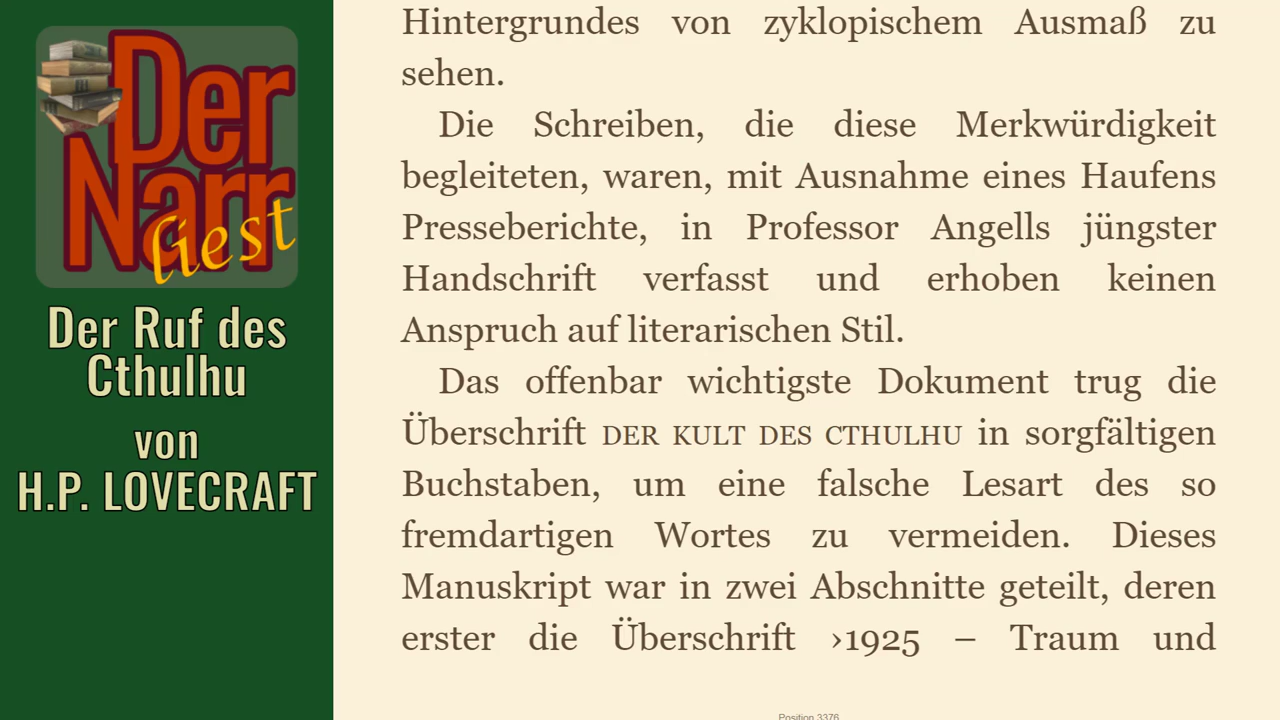 Der
Narr
liest
Der Ruf des
Cthulhu
von
H.P. LOVECRAFT
Hintergrundes von zyklopischem Ausmaß zu
sehen.
Die Schreiben, die diese Merkwürdigkeit
begleiteten, waren, mit Ausnahme eines Haufens
Presseberichte, in Professor Angells jüngster
Handschrift verfasst und erhoben keinen
Anspruch auf literarischen Stil.
Das offenbar wichtigste Dokument trug die
Überschrift DER KULT DES CTHULHU in sorgfältigen
Buchstaben, um eine falsche Lesart des so
fremdartigen Wortes zu vermeiden. Dieses
Manuskript war in zwei Abschnitte geteilt, deren
erster die Überschrift ›1925 – Traum und
Position 3376